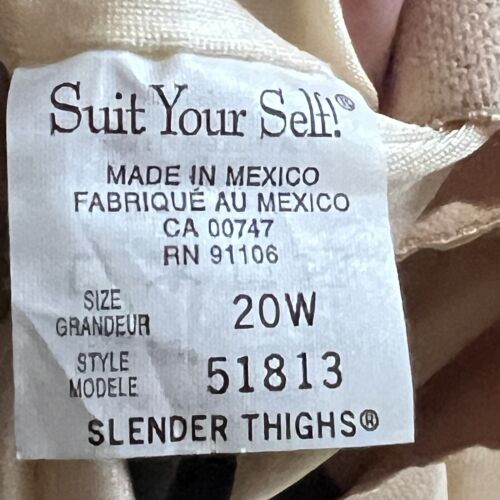 Suit Your Self!®
MADE IN MEXICO
FABRIQUÉ AU MEXICO
CA 00747
RN 91106
SIZE
GRANDEUR 20W
STYLE
MODELE 51813
SLENDER THIGHS®